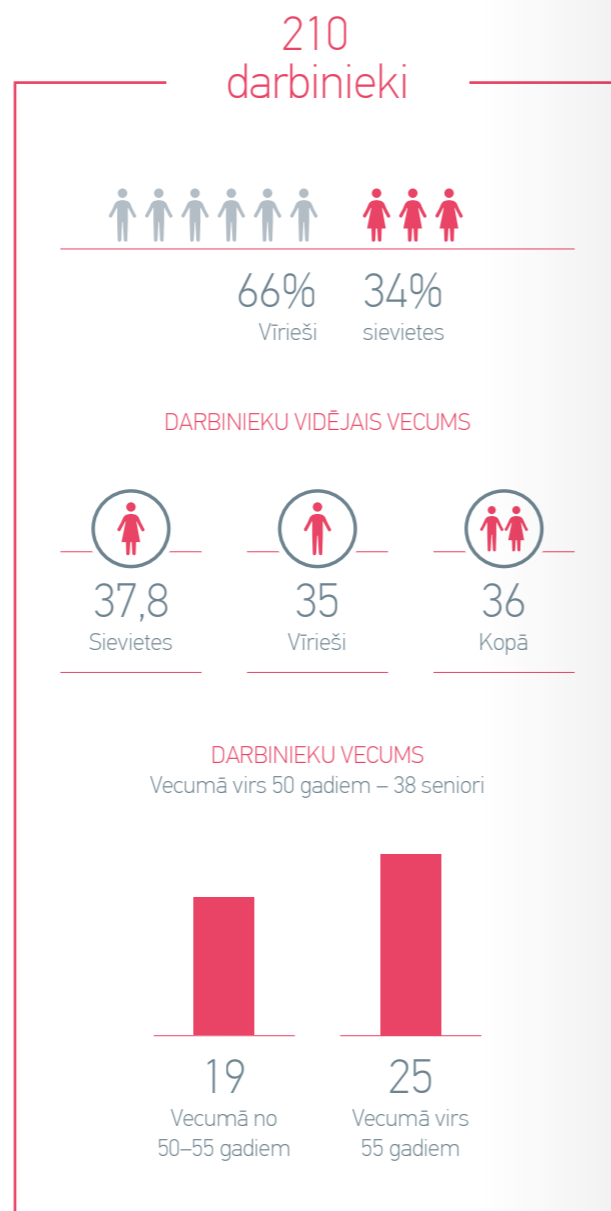 210
darbinieki
66%
Vīrieši
34%
sievietes
DARBINIEKU VIDĒJAIS VECUMS
37,8
Sievietes
35
Vīrieši
36
Kopā
DARBINIEKU VECUMS
Vecumā virs 50 gadiem – 38 seniori
19
Vecumā no
50–55 gadiem
25
Vecumā virs
55 gadiem